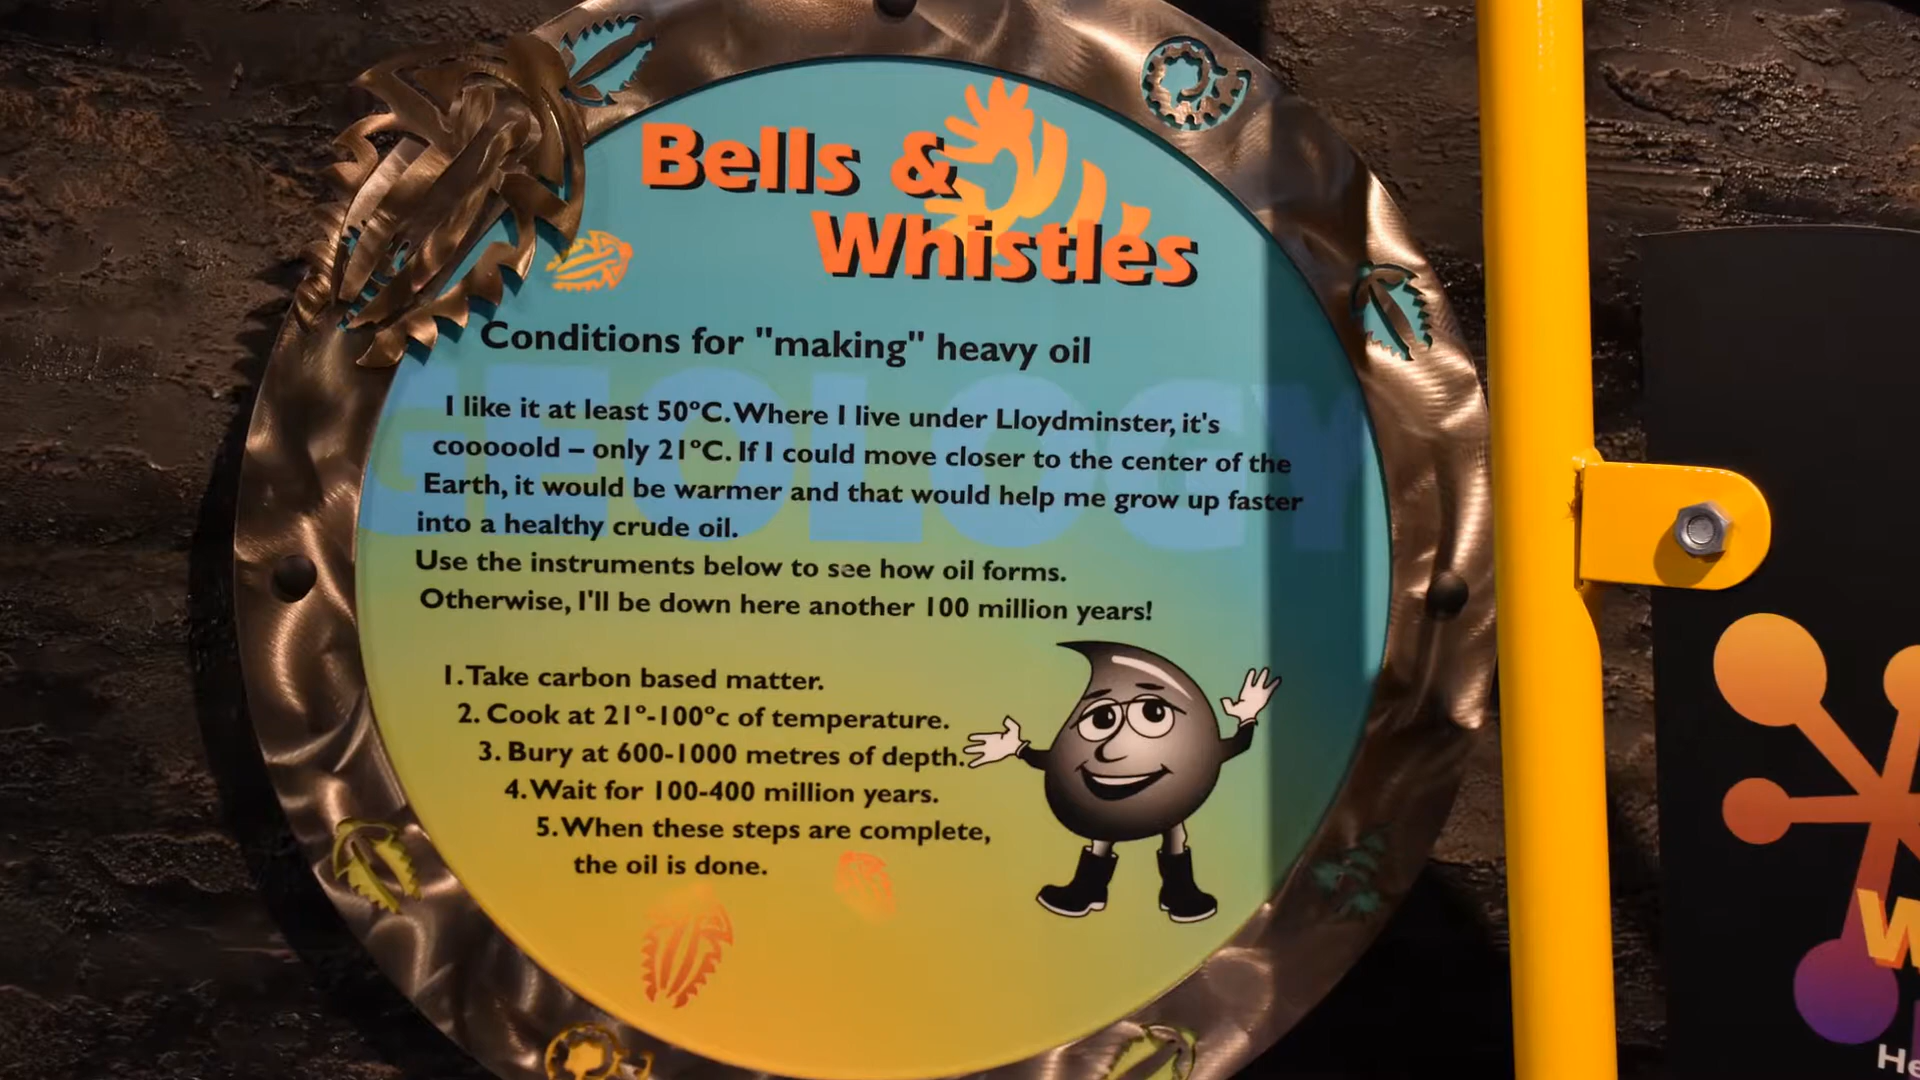 Bells &
Whistles
Conditions for "making" heavy oil
GEOLOGY
I like it at least 50°C. Where I live under Lloydminster, it's
cooooold – only 21°C. If I could move closer to the center of the
Earth, it would be warmer and that would help me grow up faster
into a healthy crude oil.
Use the instruments below to see how oil forms.
Otherwise, I'll be down here another 100 million years!
1. Take carbon based matter.
2. Cook at 21°-100°c of temperature.
3. Bury at 600-1000 metres of depth.
4. Wait for 100-400 million years.
5. When these steps are complete,
the oil is done.